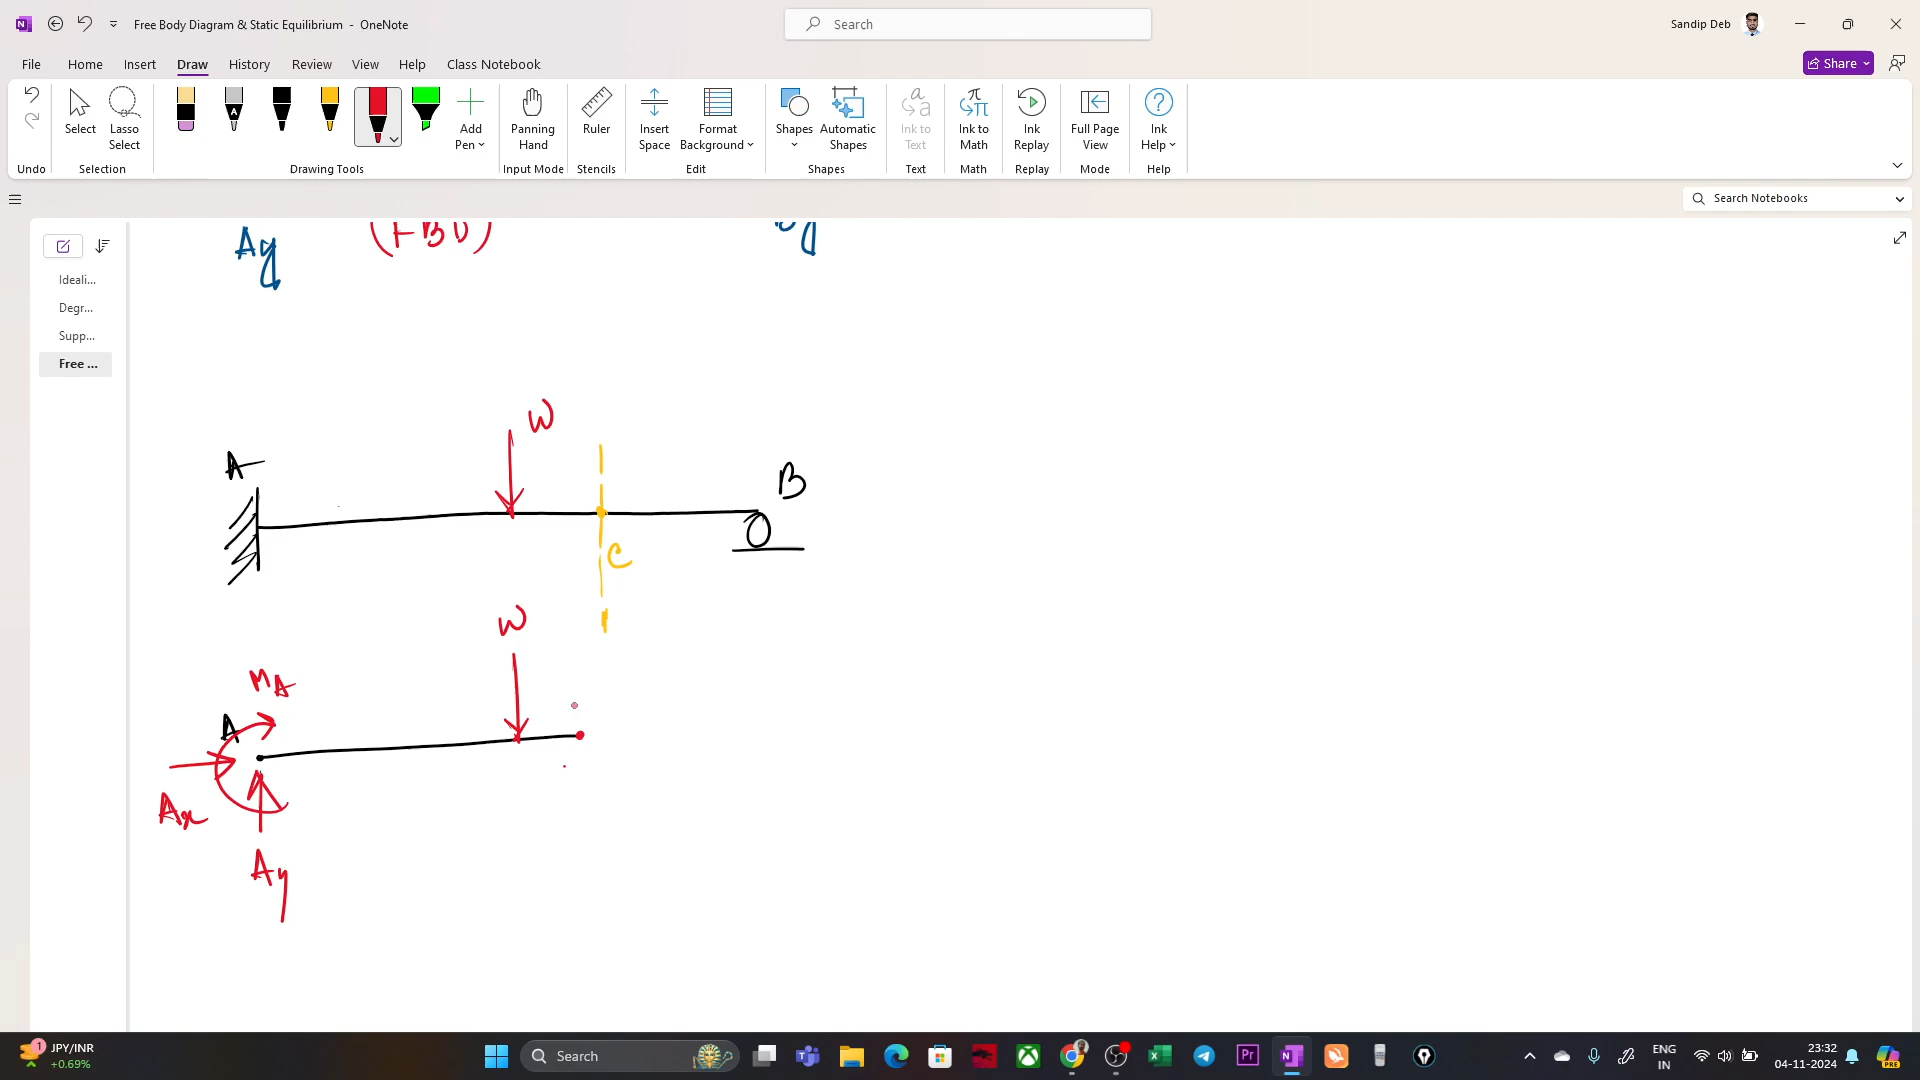 Free Body Diagram & Static Equilibrium - OneNote
Search
Sandip Deb
File Home Insert Draw History Review View Help Class Notebook
Share
Undo
Select
Lasso Select
Selection
A
Drawing Tools
Add Pen
Panning Hand
Input Mode
Ruler
Stencils
Insert Space
Format Background
Edit
Shapes
Automatic Shapes
Shapes
Ink to Text
Text
Ink to Math
Math
Ink Replay
Replay
Full Page View
Mode
Ink Help
Help
Search Notebooks
Ideali...
Degr...
Supp...
Free ...
Ay (FBD) By
W
A B
C
W
MA
A
Ax
Ay
1
JPY/INR
+0.69%
Search
Pr
N
ENG
IN
23:32
04-11-2024
PRE